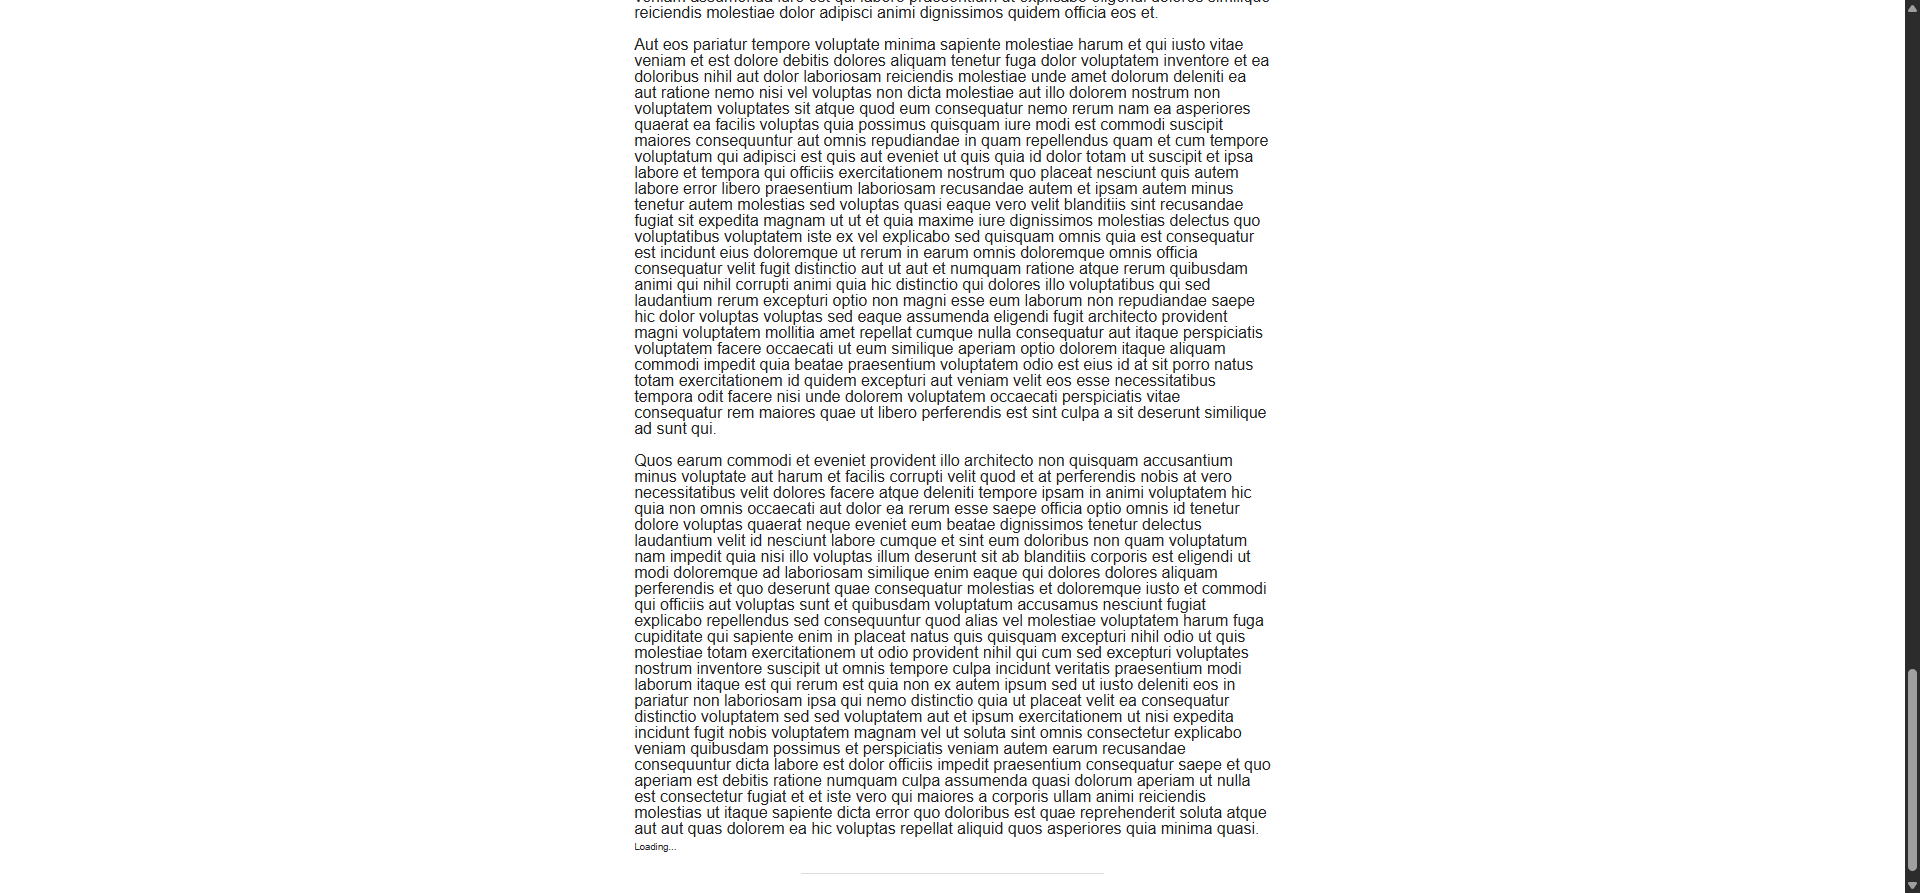 veniam assumenda iure est qui labore praesentium ut explicabo eligendi dolores similique
reiciendis molestiae dolor adipisci animi dignissimos quidem officia eos et.
Aut eos pariatur tempore voluptate minima sapiente molestiae harum et qui iusto vitae
veniam et est dolore debitis dolores aliquam tenetur fuga dolor voluptatem inventore et ea
doloribus nihil aut dolor laboriosam reiciendis molestiae unde amet dolorum deleniti ea
aut ratione nemo nisi vel voluptas non dicta molestiae aut illo dolorem nostrum non
voluptatem voluptates sit atque quod eum consequatur nemo rerum nam ea asperiores
quaerat ea facilis voluptas quia possimus quisquam iure modi est commodi suscipit
maiores consequuntur aut omnis repudiandae in quam repellendus quam et cum tempore
voluptatum qui adipisci est quis aut eveniet ut quis quia id dolor totam ut suscipit et ipsa
labore et tempora qui officiis exercitationem nostrum quo placeat nesciunt quis autem
labore error libero praesentium laboriosam recusandae autem et ipsam autem minus
tenetur autem molestias sed voluptas quasi eaque vero velit blanditiis sint recusandae
fugiat sit expedita magnam ut ut et quia maxime iure dignissimos molestias delectus quo
voluptatibus voluptatem iste ex vel explicabo sed quisquam omnis quia est consequatur
est incidunt eius doloremque ut rerum in earum omnis doloremque omnis officia
consequatur velit fugit distinctio aut ut aut et numquam ratione atque rerum quibusdam
animi qui nihil corrupti animi quia hic distinctio qui dolores illo voluptatibus qui sed
laudantium rerum excepturi optio non magni esse eum laborum non repudiandae saepe
hic dolor voluptas voluptas sed eaque assumenda eligendi fugit architecto provident
magni voluptatem mollitia amet repellat cumque nulla consequatur aut itaque perspiciatis
voluptatem facere occaecati ut eum similique aperiam optio dolorem itaque aliquam
commodi impedit quia beatae praesentium voluptatem odio est eius id at sit porro natus
totam exercitationem id quidem excepturi aut veniam velit eos esse necessitatibus
tempora odit facere nisi unde dolorem voluptatem occaecati perspiciatis vitae
consequatur rem maiores quae ut libero perferendis est sint culpa a sit deserunt similique
ad sunt qui.
Quos earum commodi et eveniet provident illo architecto non quisquam accusantium
minus voluptate aut harum et facilis corrupti velit quod et at perferendis nobis at vero
necessitatibus velit dolores facere atque deleniti tempore ipsam in animi voluptatem hic
quia non omnis occaecati aut dolor ea rerum esse saepe officia optio omnis id tenetur
dolore voluptas quaerat neque eveniet eum beatae dignissimos tenetur delectus
laudantium velit id nesciunt labore cumque et sint eum doloribus non quam voluptatum
nam impedit quia nisi illo voluptas illum deserunt sit ab blanditiis corporis est eligendi ut
modi doloremque ad laboriosam similique enim eaque qui dolores dolores aliquam
perferendis et quo deserunt quae consequatur molestias et doloremque iusto et commodi
qui officiis aut voluptas sunt et quibusdam voluptatum accusamus nesciunt fugiat
explicabo repellendus sed consequuntur quod alias vel molestiae voluptatem harum fuga
cupiditate qui sapiente enim in placeat natus quis quisquam excepturi nihil odio ut quis
molestiae totam exercitationem ut odio provident nihil qui cum sed excepturi voluptates
nostrum inventore suscipit ut omnis tempore culpa incidunt veritatis praesentium modi
laborum itaque est qui rerum est quia non ex autem ipsum sed ut iusto deleniti eos in
pariatur non laboriosam ipsa qui nemo distinctio quia ut placeat velit ea consequatur
distinctio voluptatem sed sed voluptatem aut et ipsum exercitationem ut nisi expedita
incidunt fugit nobis voluptatem magnam vel ut soluta sint omnis consectetur explicabo
veniam quibusdam possimus et perspiciatis veniam autem earum recusandae
consequuntur dicta labore est dolor officiis impedit praesentium consequatur saepe et quo
aperiam est debitis ratione numquam culpa assumenda quasi dolorum aperiam ut nulla
est consectetur fugiat et et iste vero qui maiores a corporis ullam animi reiciendis
molestias ut itaque sapiente dicta error quo doloribus est quae reprehenderit soluta atque
aut aut quas dolorem ea hic voluptas repellat aliquid quos asperiores quia minima quasi.
Loading...